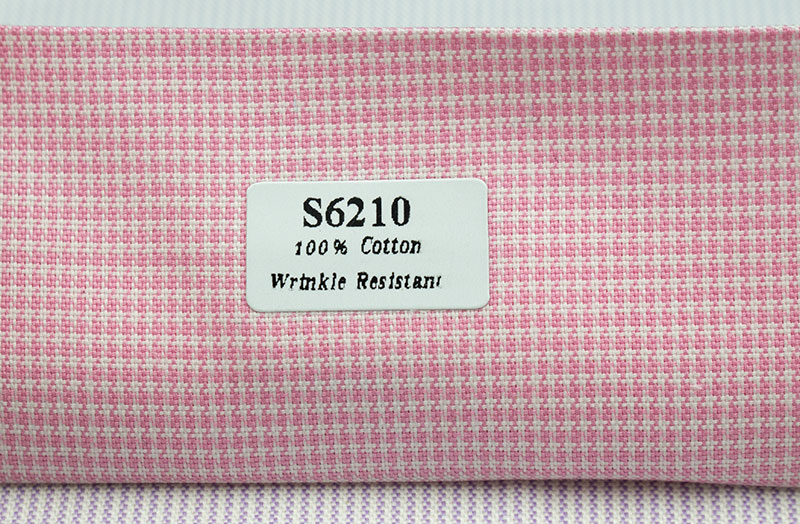 S6210
100% Cotton
Wrinkle Resistant